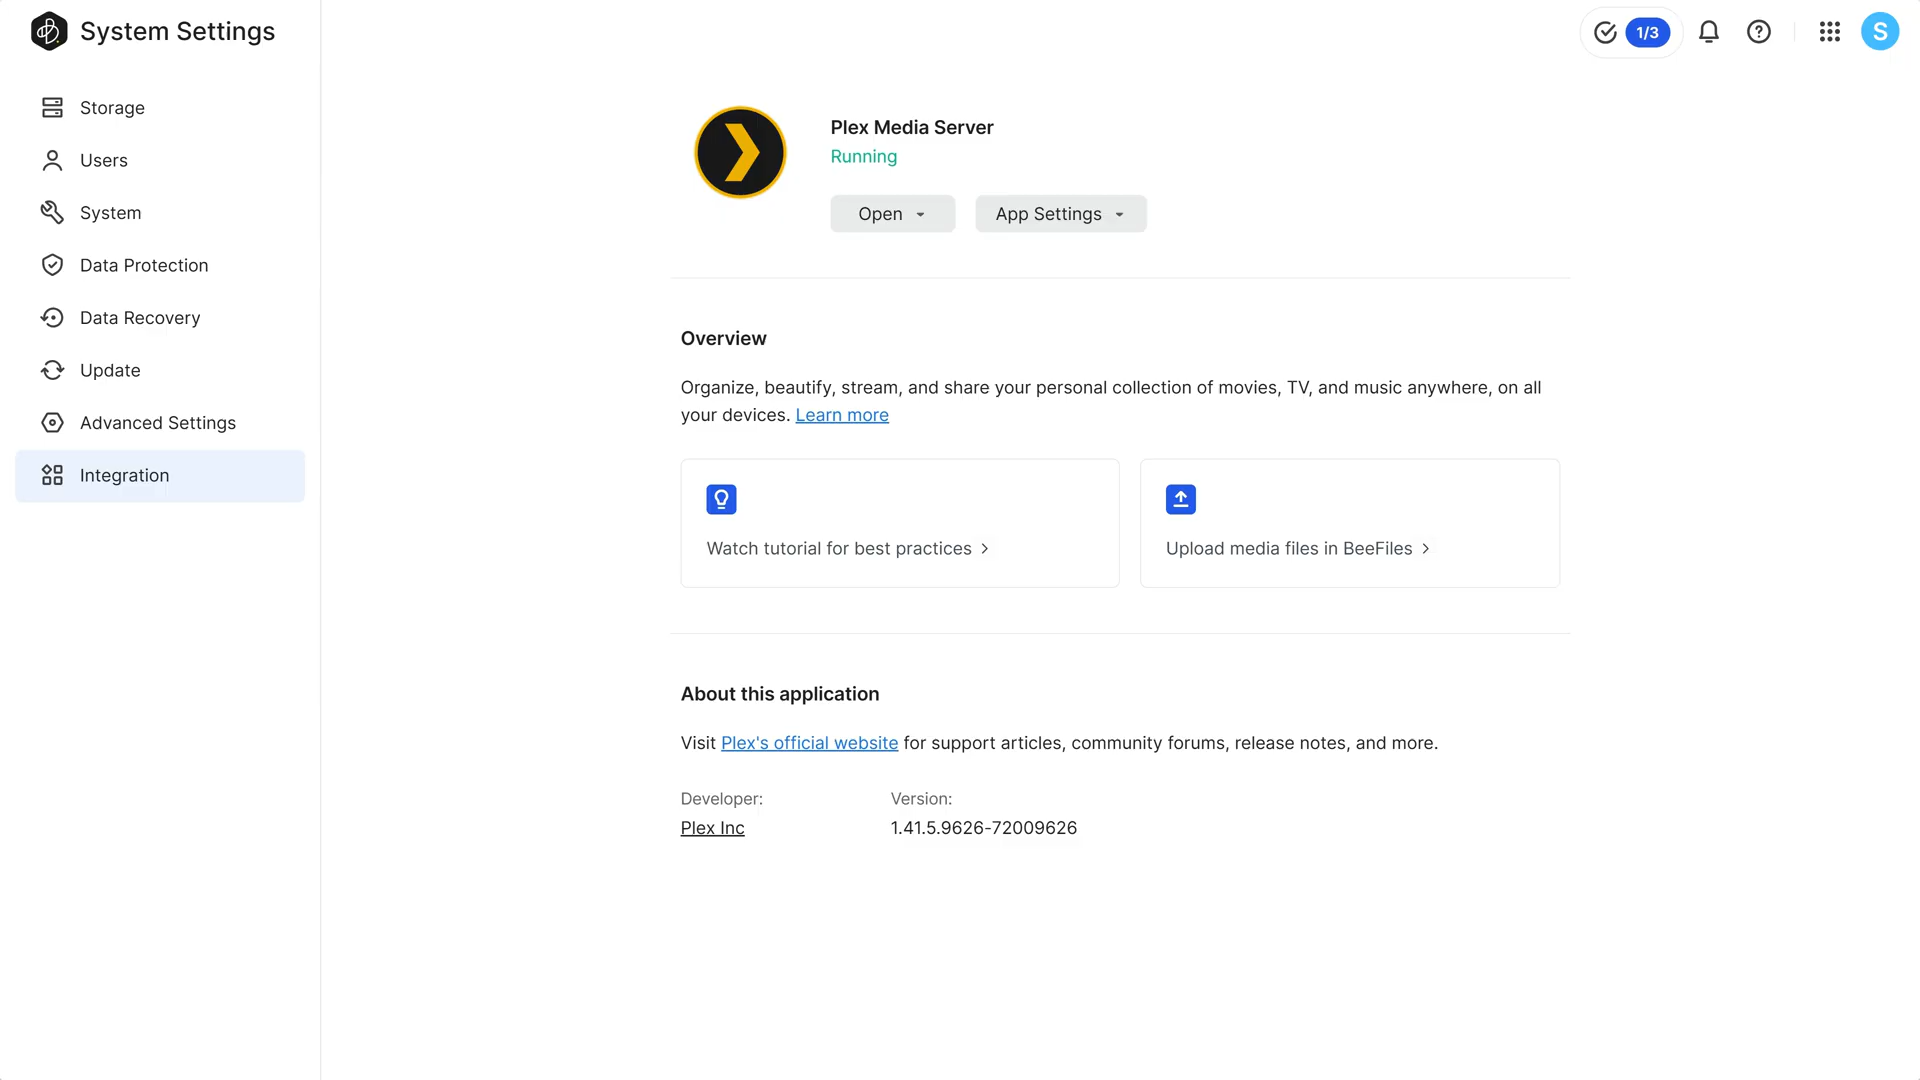 System Settings
1/3
S
Storage
Users
System
Data Protection
Data Recovery
Update
Advanced Settings
Integration
Plex Media Server
Running
Open
App Settings
Overview
Organize, beautify, stream, and share your personal collection of movies, TV, and music anywhere, on all
your devices. Learn more
Watch tutorial for best practices
Upload media files in BeeFiles
About this application
Visit Plex's official website for support articles, community forums, release notes, and more.
Developer:
Plex Inc
Version:
1.41.5.9626-72009626